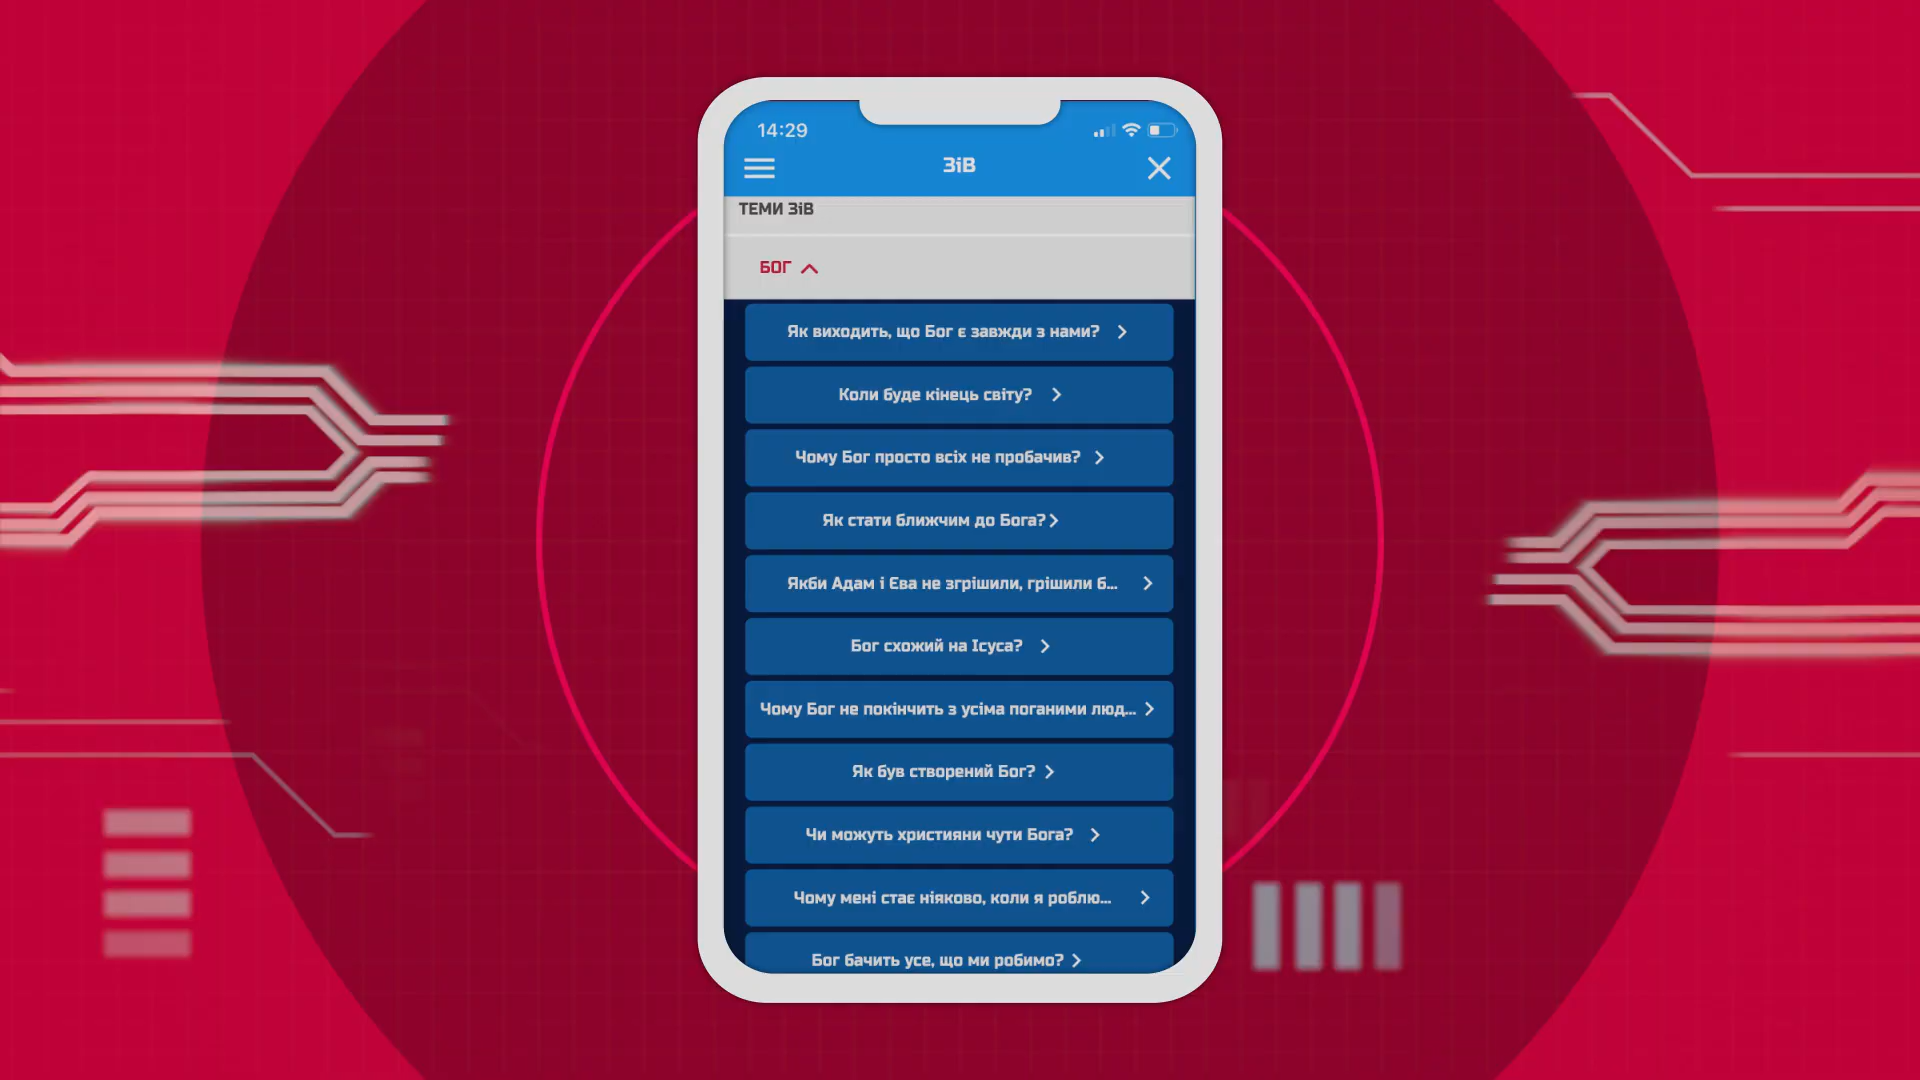 14:29
ЗіВ
ТЕМИ ЗіВ
БОГ
Як виходить, що Бог є завжди з нами?
Коли буде кінець світу?
Чому Бог просто всіх не пробачив?
Як стати ближчим до Бога?
Якби Адам і Ева не згрішили, грішили б...
Бог схожий на Ісуса?
Чому Бог не покінчить з усіма поганими люд...
Як був створений Бог?
Чи можуть християни чути Бога?
Чому мені стає ніяково, коли я роблю...
Бог бачить усе, що ми робимо?